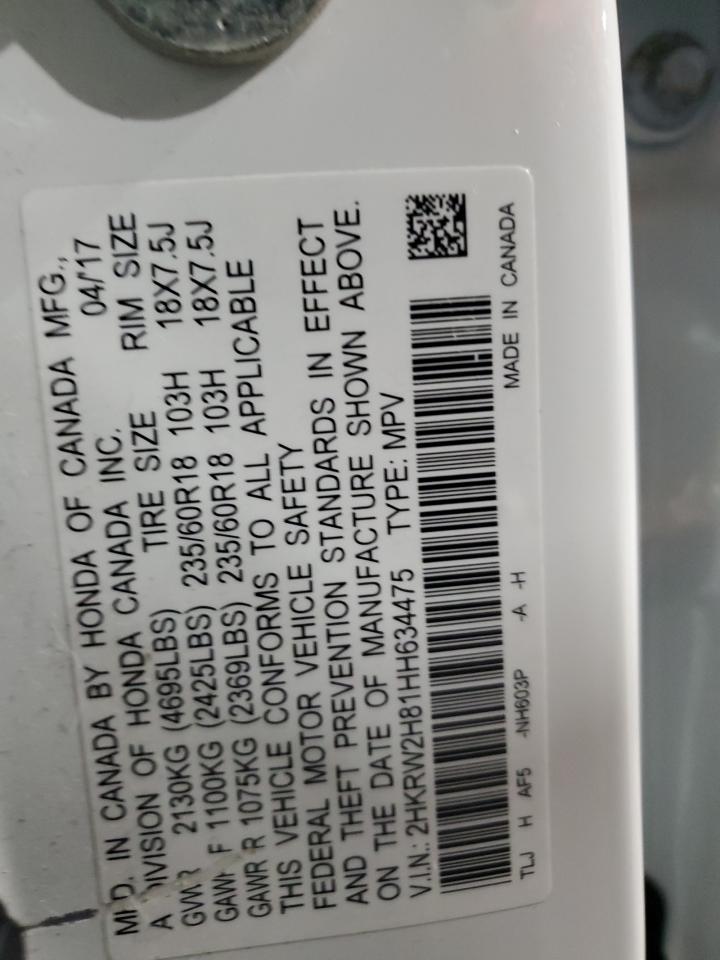 MFD. IN CANADA BY HONDA OF CANADA MFG.,
A DIVISION OF HONDA CANADA INC. 04/'17
TIRE SIZE RIM SIZE
GVWR 2130KG (4695LBS)
GAWR F 1100KG (2425LBS) 235/60R18 103H 18X7.5J
GAWR R 1075KG (2369LBS) 235/60R18 103H 18X7.5J
THIS VEHICLE CONFORMS TO ALL APPLICABLE
FEDERAL MOTOR VEHICLE SAFETY
AND THEFT PREVENTION STANDARDS IN EFFECT
ON THE DATE OF MANUFACTURE SHOWN ABOVE.
V.I.N.: 2HKRW2H81HH634475 TYPE: MPV
TLJ H AF5 -NH603P -A -H MADE IN CANADA